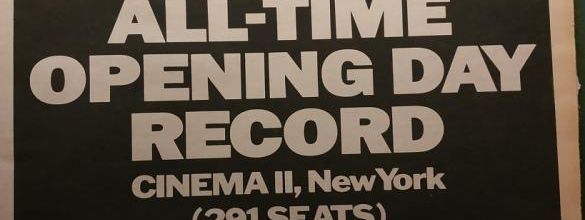 ALL-TIME
OPENING DAY
RECORD
CINEMA II, New York
(291 SEATS)